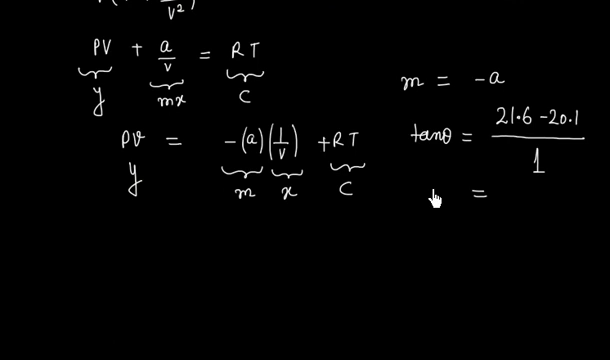 PV + a/v = RT
y mx C
PV = -(a)(1/v) + RT
y m x C
m = -a
tanθ = (21.6 - 20.1)/1
=